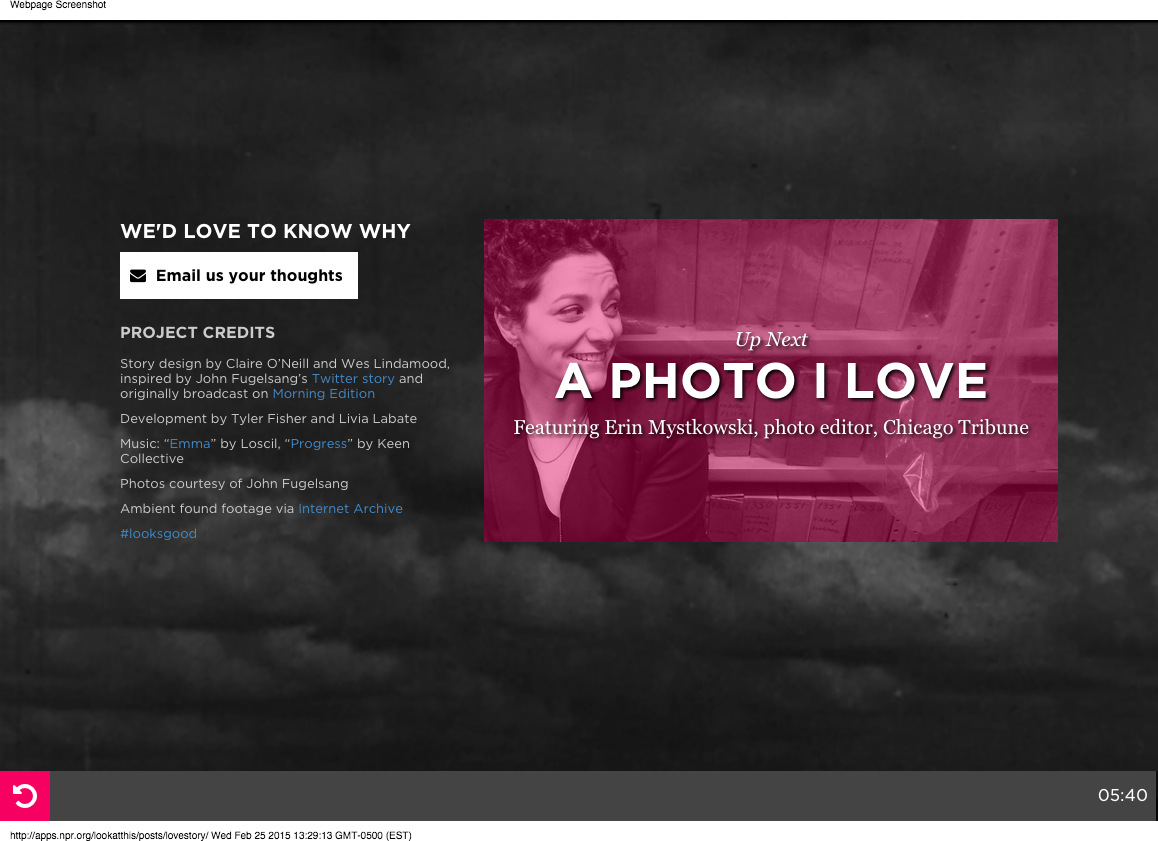 Webpage Screenshot
WE'D LOVE TO KNOW WHY
Email us your thoughts
PROJECT CREDITS
Story design by Claire O’Neill and Wes Lindamood,
inspired by John Fugelsang’s Twitter story and
originally broadcast on Morning Edition
Development by Tyler Fisher and Livia Labate
Music: “Emma” by Loscil, “Progress” by Keen
Collective
Photos courtesy of John Fugelsang
Ambient found footage via Internet Archive
#looksgood
Up Next
A PHOTO I LOVE
Featuring Erin Mystkowski, photo editor, Chicago Tribune
05:40
http://apps.npr.org/lookatthis/posts/lovestory/ Wed Feb 25 2015 13:29:13 GMT-0500 (EST)